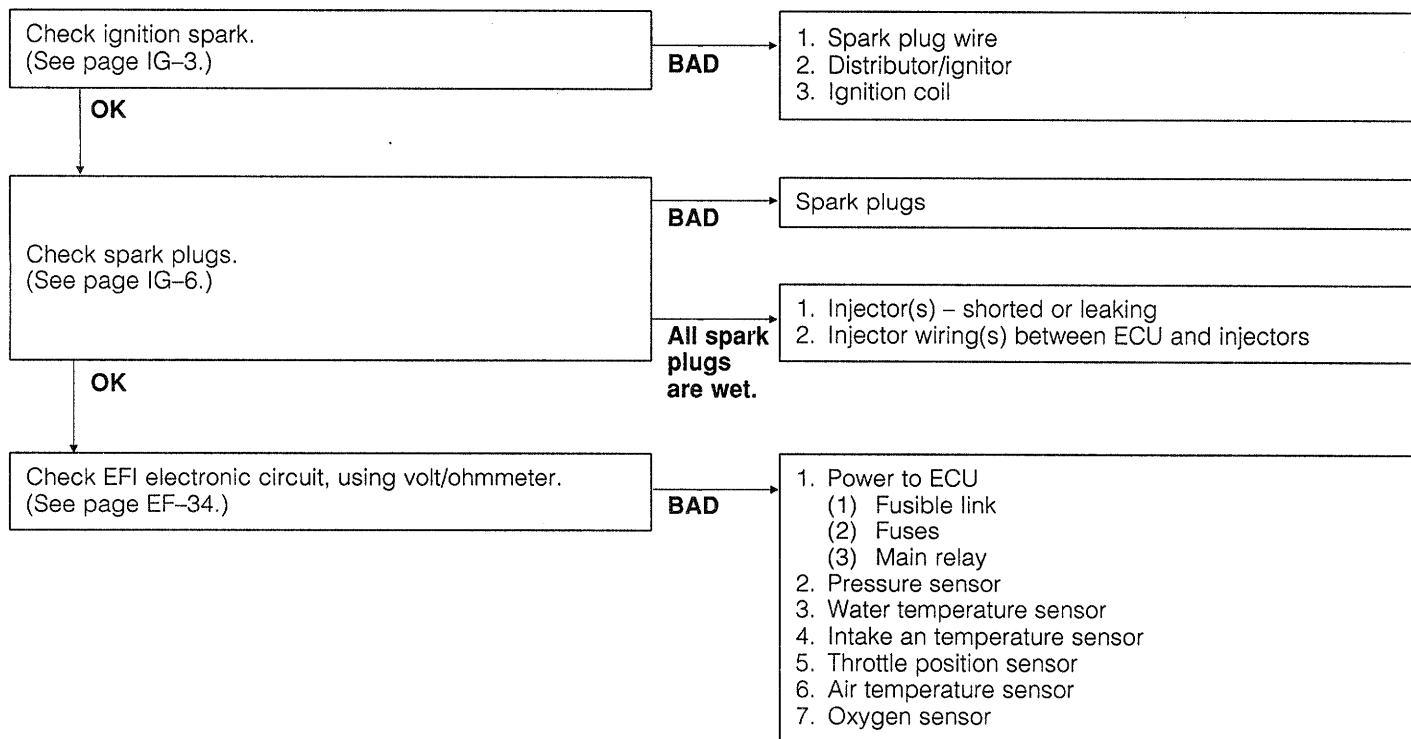 Check ignition spark.
(See page IG–3.)
BAD
1. Spark plug wire
2. Distributor/ignitor
3. Ignition coil
OK
Check spark plugs.
(See page IG–6.)
BAD
Spark plugs
All spark
plugs
are wet.
1. Injector(s) – shorted or leaking
2. Injector wiring(s) between ECU and injectors
OK
Check EFI electronic circuit, using volt/ohmmeter.
(See page EF–34.)
BAD
1. Power to ECU
(1) Fusible link
(2) Fuses
(3) Main relay
2. Pressure sensor
3. Water temperature sensor
4. Intake an temperature sensor
5. Throttle position sensor
6. Air temperature sensor
7. Oxygen sensor